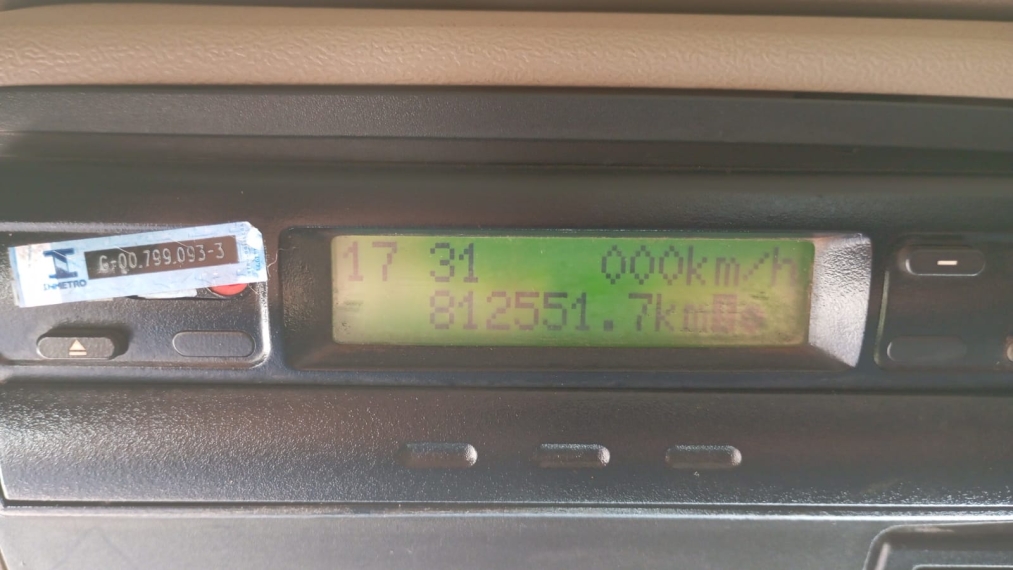 INMETRO
G-00.799.093-3
17 31 000km/h
812551.7km